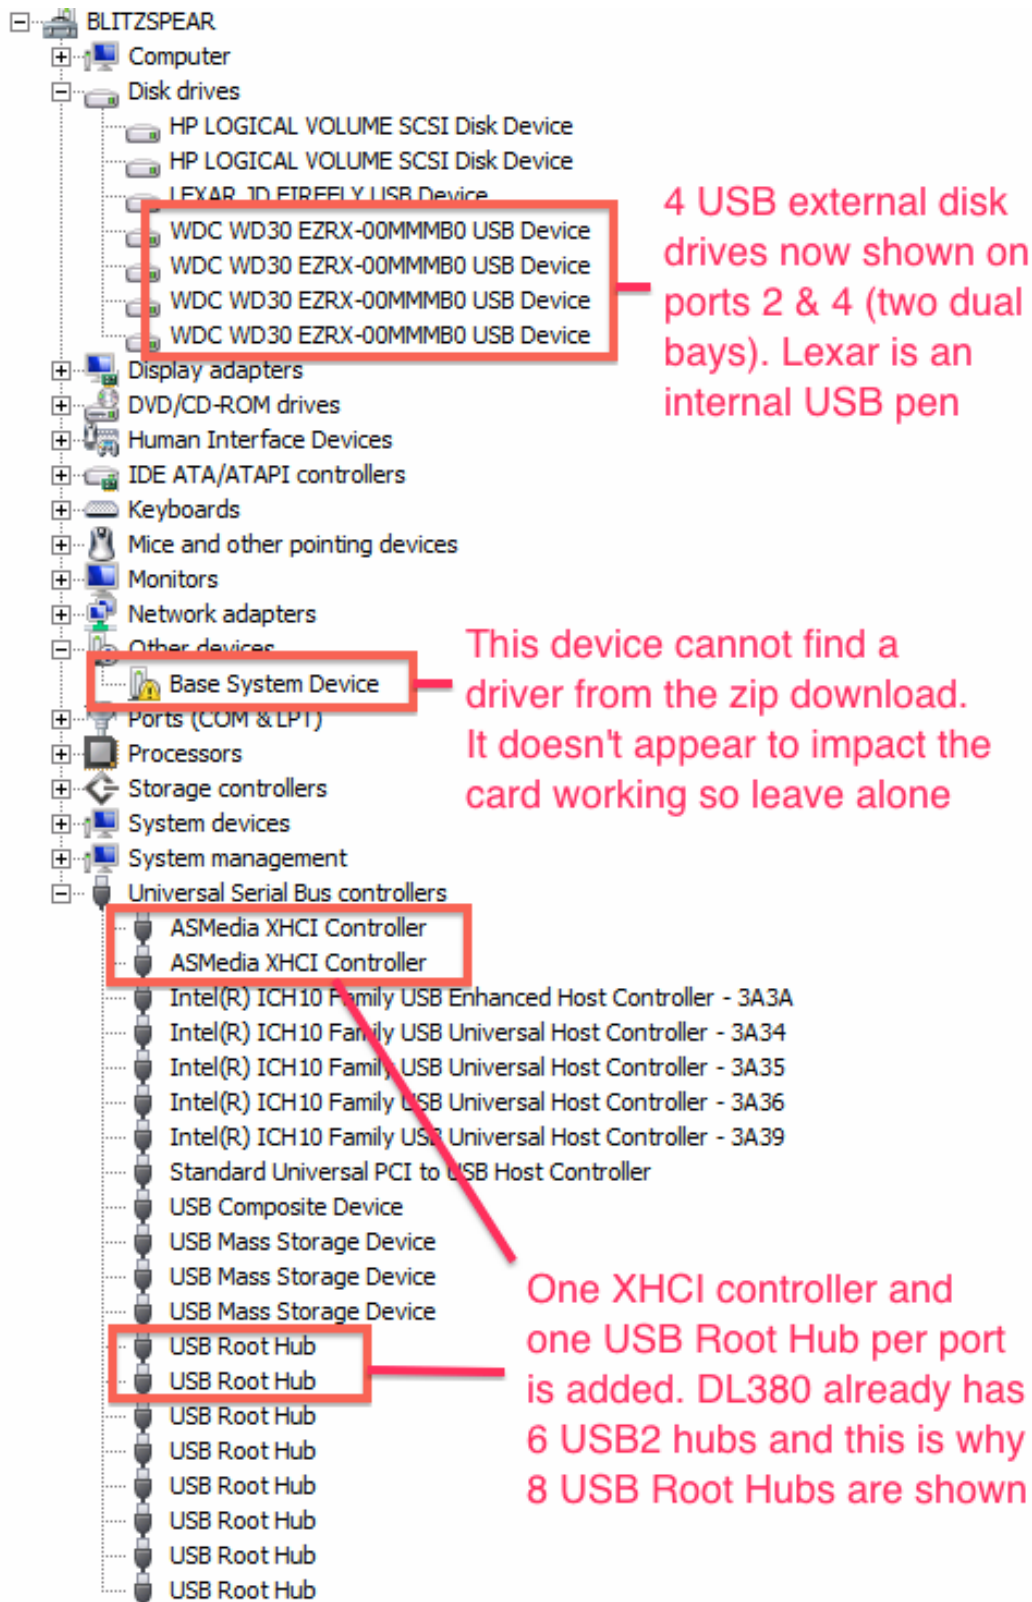 BLITZSPEAR
Computer
Disk drives
HP LOGICAL VOLUME SCSI Disk Device
HP LOGICAL VOLUME SCSI Disk Device
LEXAR JD FIREFLY USB Device
WDC WD30 EZRX-00MMMB0 USB Device
WDC WD30 EZRX-00MMMB0 USB Device
WDC WD30 EZRX-00MMMB0 USB Device
WDC WD30 EZRX-00MMMB0 USB Device
4 USB external disk
drives now shown on
ports 2 & 4 (two dual
bays). Lexar is an
internal USB pen
Display adapters
DVD/CD-ROM drives
Human Interface Devices
IDE ATA/ATAPI controllers
Keyboards
Mice and other pointing devices
Monitors
Network adapters
Other devices
Base System Device
This device cannot find a
driver from the zip download.
It doesn't appear to impact the
card working so leave alone
Ports (COM & LPT)
Processors
Storage controllers
System devices
System management
Universal Serial Bus controllers
ASMedia XHCI Controller
ASMedia XHCI Controller
Intel(R) ICH10 Family USB Enhanced Host Controller - 3A3A
Intel(R) ICH10 Family USB Universal Host Controller - 3A34
Intel(R) ICH10 Family USB Universal Host Controller - 3A35
Intel(R) ICH10 Family USB Universal Host Controller - 3A36
Intel(R) ICH10 Family USB Universal Host Controller - 3A39
Standard Universal PCI to USB Host Controller
USB Composite Device
USB Mass Storage Device
USB Mass Storage Device
USB Mass Storage Device
USB Root Hub
USB Root Hub
USB Root Hub
USB Root Hub
USB Root Hub
USB Root Hub
USB Root Hub
USB Root Hub
One XHCI controller and
one USB Root Hub per port
is added. DL380 already has
6 USB2 hubs and this is why
8 USB Root Hubs are shown